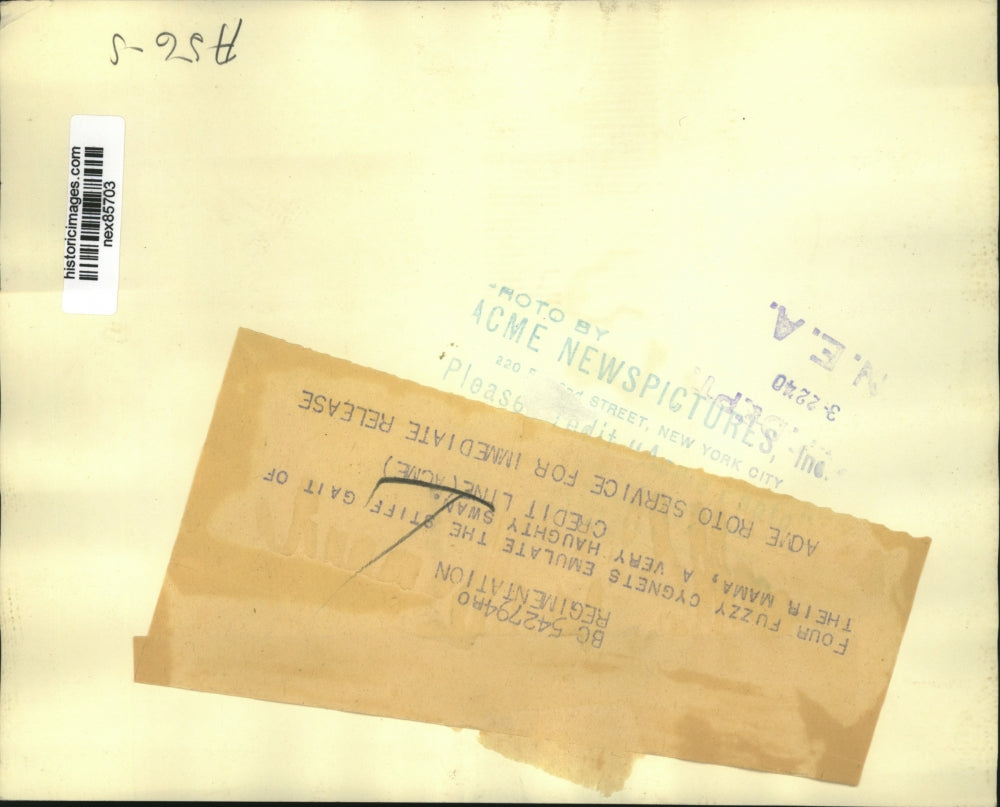 A56-5
historicimages.com
nex85703
ROTO BY
ACME NEWSPICTURES, Inc.
220 STREET, NEW YORK CITY
Please
N.E.A.
3-2240
BC 542794RO
REGIMENTATION
FOUR FUZZY CYGNETS EMULATE THE STIFF GAIT OF
THEIR MAMA, A VERY HAUGHTY SWAN.
CREDIT LINE (ACME)
ACME ROTO SERVICE FOR IMMEDIATE RELEASE